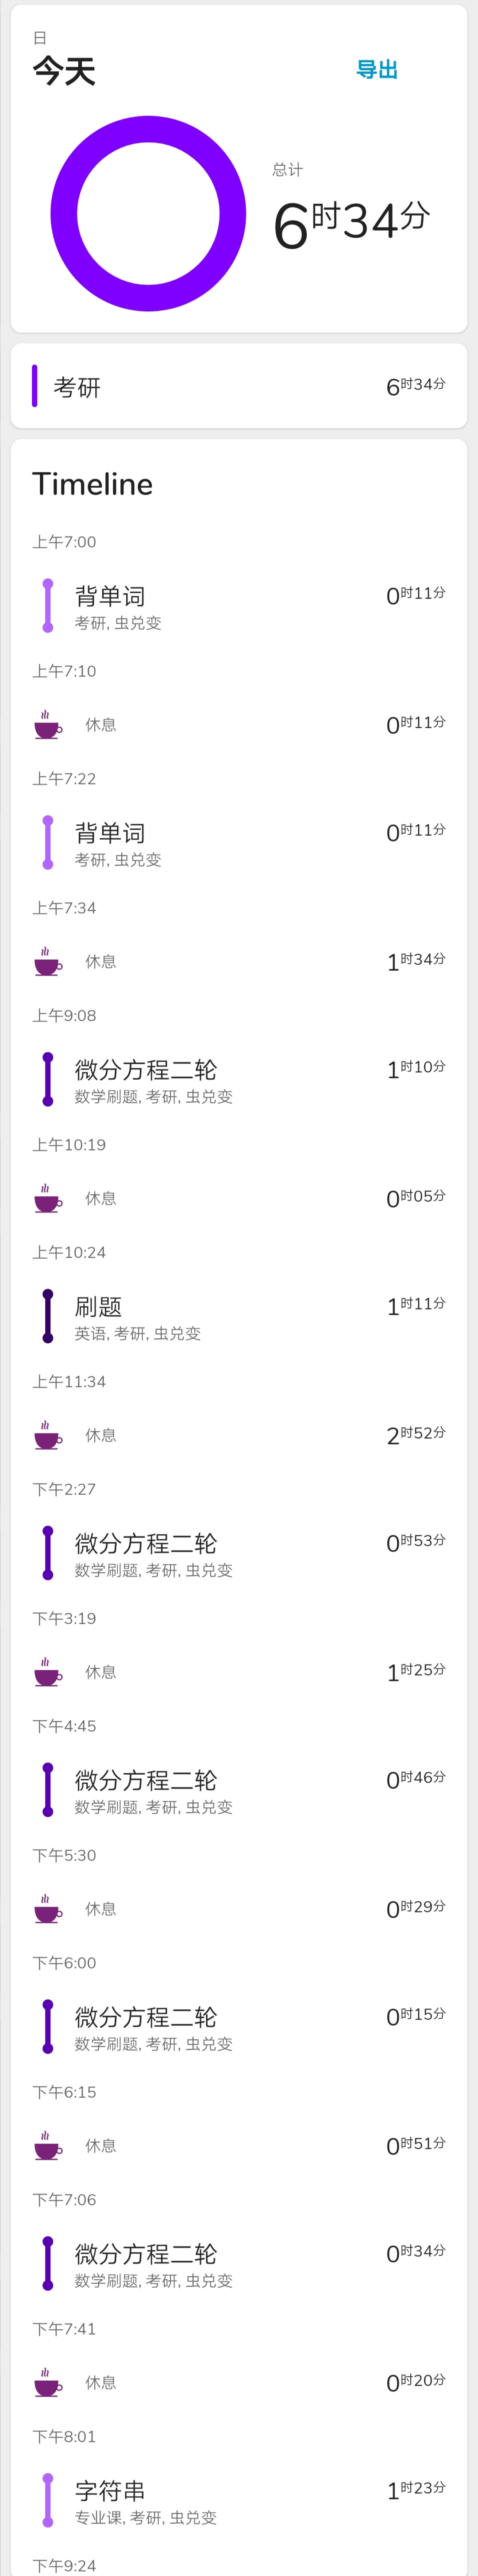 日
今天
导出
总计
6时34分
考研
6时34分
Timeline
上午7:00
背单词
0时11分
考研, 虫兑变
上午7:10
休息
0时11分
上午7:22
背单词
0时11分
考研, 虫兑变
上午7:34
休息
1时34分
上午9:08
微分方程二轮
1时10分
数学刷题, 考研, 虫兑变
上午10:19
休息
0时05分
上午10:24
刷题
1时11分
英语, 考研, 虫兑变
上午11:34
休息
2时52分
下午2:27
微分方程二轮
0时53分
数学刷题, 考研, 虫兑变
下午3:19
休息
1时25分
下午4:45
微分方程二轮
0时46分
数学刷题, 考研, 虫兑变
下午5:30
休息
0时29分
下午6:00
微分方程二轮
0时15分
数学刷题, 考研, 虫兑变
下午6:15
休息
0时51分
下午7:06
微分方程二轮
0时34分
数学刷题, 考研, 虫兑变
下午7:41
休息
0时20分
下午8:01
字符串
1时23分
专业课, 考研, 虫兑变
下午9:24